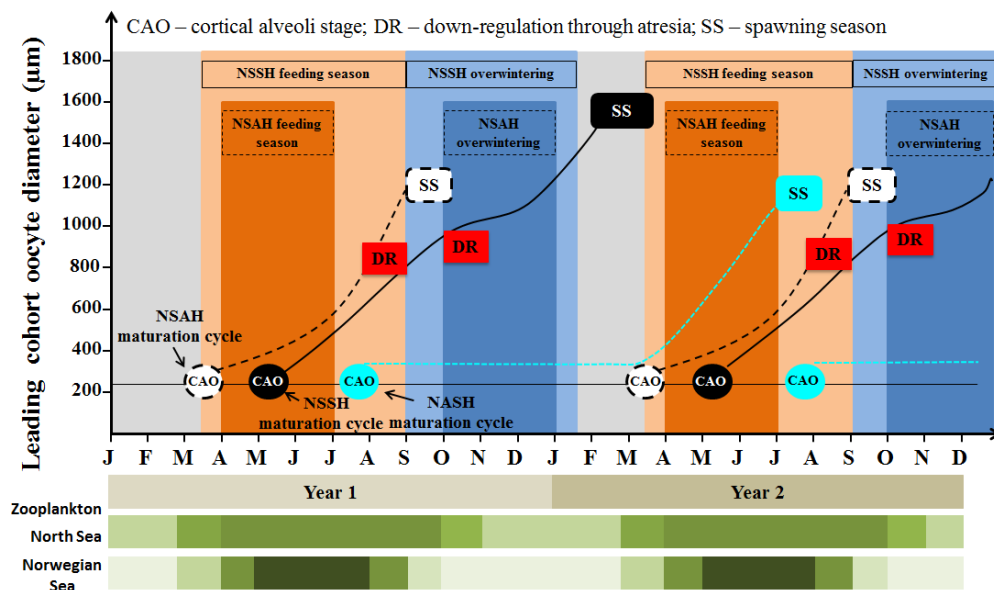 CAO – cortical alveoli stage; DR – down-regulation through atresia; SS – spawning season
Leading cohort oocyte diameter (µm)
1800
1600
1400
1200
1000
800
600
400
200
NSSH feeding season
NSSH overwintering
NSSH feeding season
NSSH overwintering
NSAH feeding
season
NSAH
overwintering
NSAH feeding
season
NSAH
overwintering
SS
SS
SS
SS
DR
DR
DR
DR
NSAH
maturation cycle
CAO
CAO
CAO
CAO
CAO
CAO
NSSH
maturation cycle
NASH
maturation cycle
J F M A M J J A S O N D J F M A M J J A S O N D
Year 1
Year 2
Zooplankton
North Sea
Norwegian
Sea